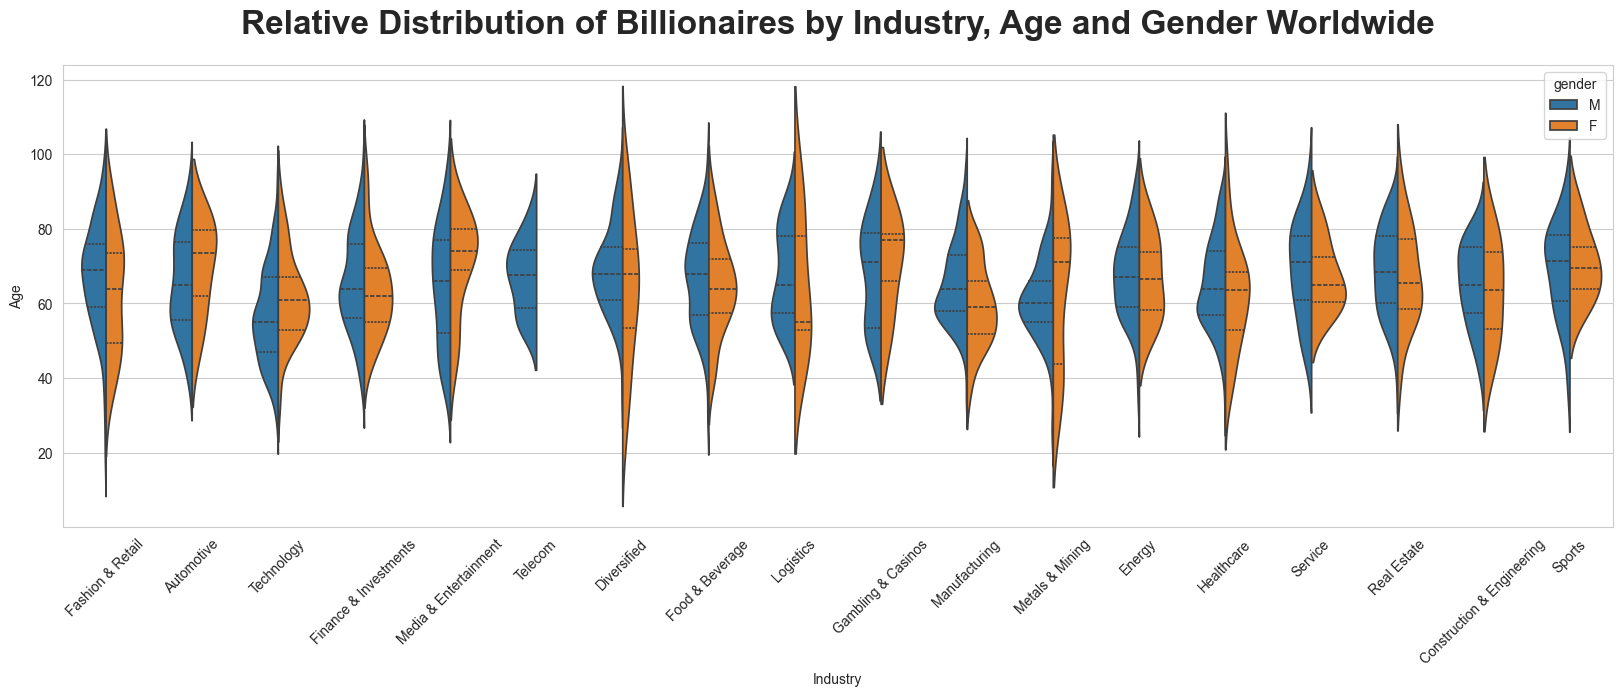 Relative Distribution of Billionaires by Industry, Age and Gender Worldwide
gender
M
F
Age
120
100
80
60
40
20
Fashion & Retail
Automotive
Technology
Finance & Investments
Media & Entertainment
Telecom
Diversified
Food & Beverage
Logistics
Gambling & Casinos
Manufacturing
Metals & Mining
Energy
Healthcare
Service
Real Estate
Construction & Engineering
Sports
Industry